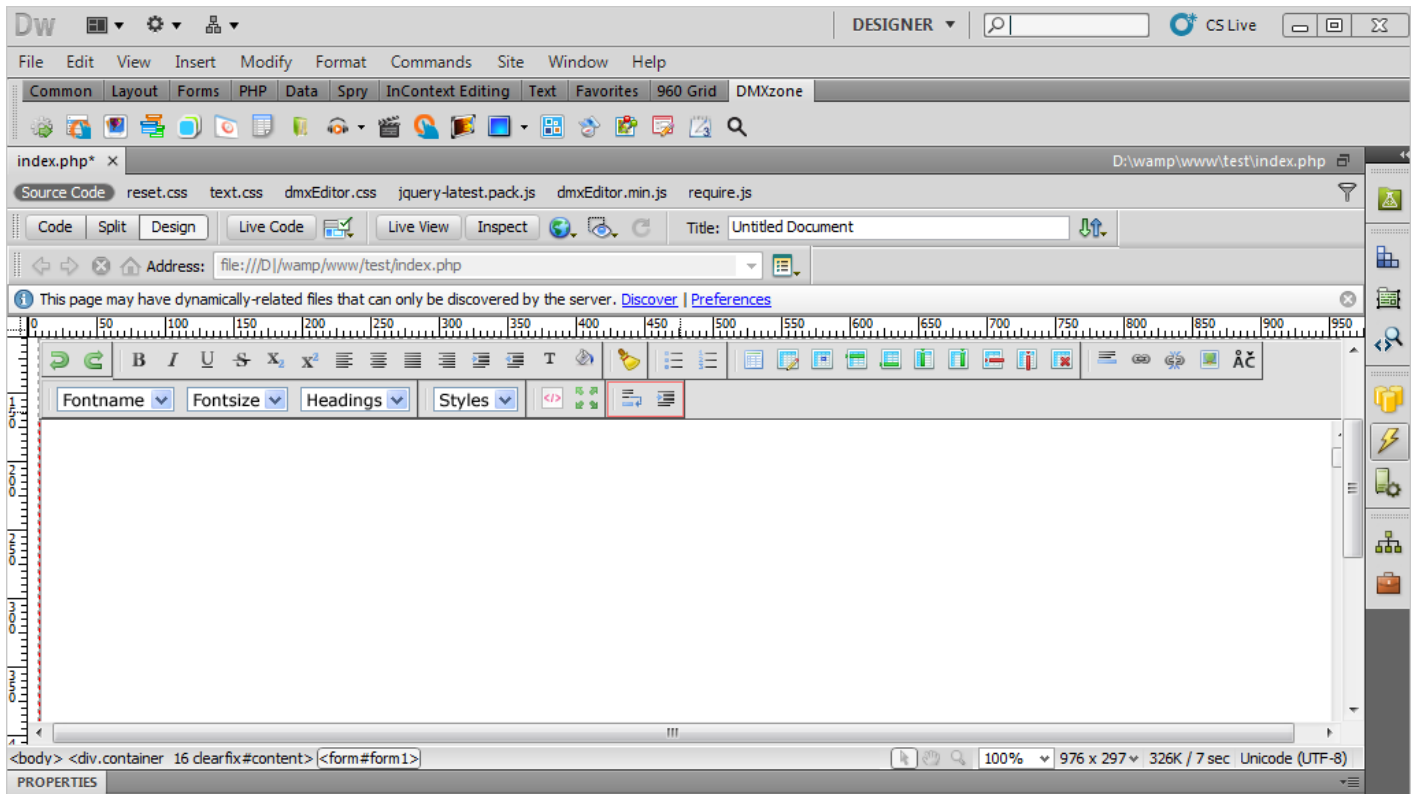 Dw DESIGNER CS Live
File Edit View Insert Modify Format Commands Site Window Help
Common Layout Forms PHP Data Spry InContext Editing Text Favorites 960 Grid DMXzone
index.php* × D:\wamp\www\test\index.php
Source Code reset.css text.css dmxEditor.css jquery-latest.pack.js dmxEditor.min.js require.js
Code Split Design Live Code Live View Inspect Title: Untitled Document
Address: file:///D|/wamp/www/test/index.php
This page may have dynamically-related files that can only be discovered by the server. Discover | Preferences
0 50 100 150 200 250 300 350 400 450 500 550 600 650 700 750 800 850 900 950
B I U S X₂ X² T Åč
Fontname Fontsize Headings Styles </>
150
200
250
300
350
<body> <div.container 16 clearfix#content> <form#form1> 100% 976 x 297 326K / 7 sec Unicode (UTF-8)
PROPERTIES